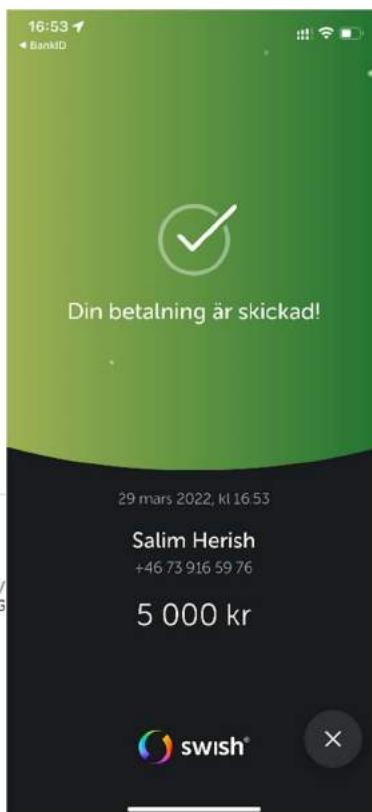 16:53
◀ BankID
Din betalning är skickad!
29 mars 2022, kl 16:53
Salim Herish
+46 73 916 59 76
5 000 kr
swish®